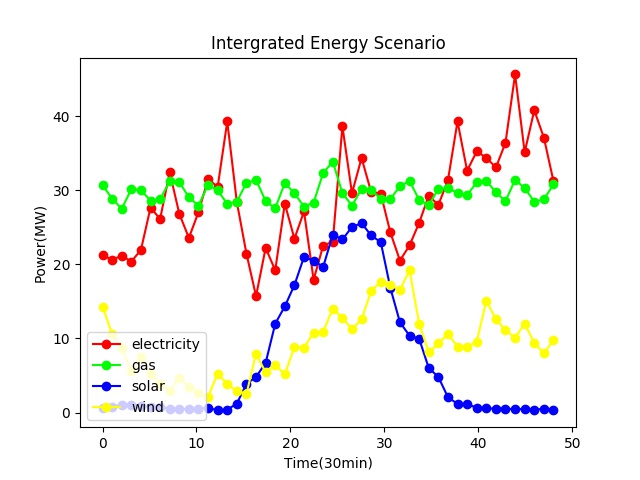 Intergrated Energy Scenario
Power(MW)
40
30
20
10
0
electricity
gas
solar
wind
0 10 20 30 40 50
Time(30min)